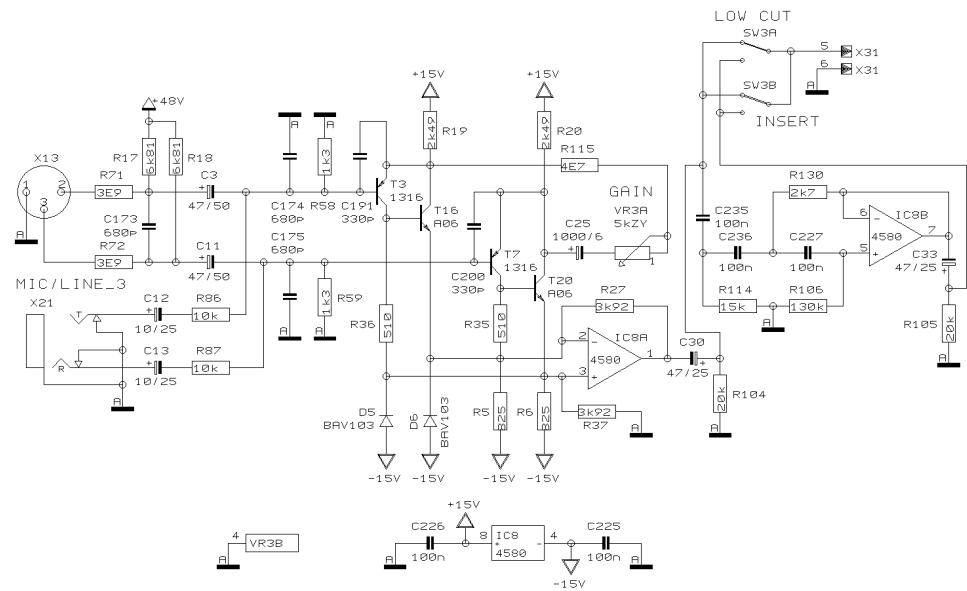 LOW CUT
SW3A
5
X31
6
X31
A
SW3B
INSERT
+15V
+15V
+48V
R17
6k81
6k81
R18
A
A
2k49
R19
2k49
R20
X13
1
2
3
R71
3E9
C3
+
47/50
1k3
T3
1316
R115
4E7
GAIN
VR3A
5kZY
1
C174
680p
R58
C191
330p
T16
A06
C25
1000/6
+
C173
680p
A
R72
3E9
C11
+
47/50
C175
680p
T7
1316
C200
330p
T20
A06
R130
2k7
C235
100n
C236
100n
C227
100n
6
-
5
+
IC8B
4580
7
C33
47/25
+
R114
15k
R106
130k
A
R105
20k
A
MIC/LINE_3
X21
T
R
C12
+
10/25
R86
10k
C13
+
10/25
R87
10k
A
1k3
R59
A
A
R36
510
R35
510
R27
3k92
2
-
3
+
IC8A
4580
1
C30
47/25
+
20k
R104
A
D5
BAV103
D6
BAV103
R5
825
R6
825
3k92
R37
A
-15V
-15V
-15V
-15V
4
VR3B
A
+15V
C226
100n
A
8
+
IC8
4580
-
4
C225
100n
A
-15V